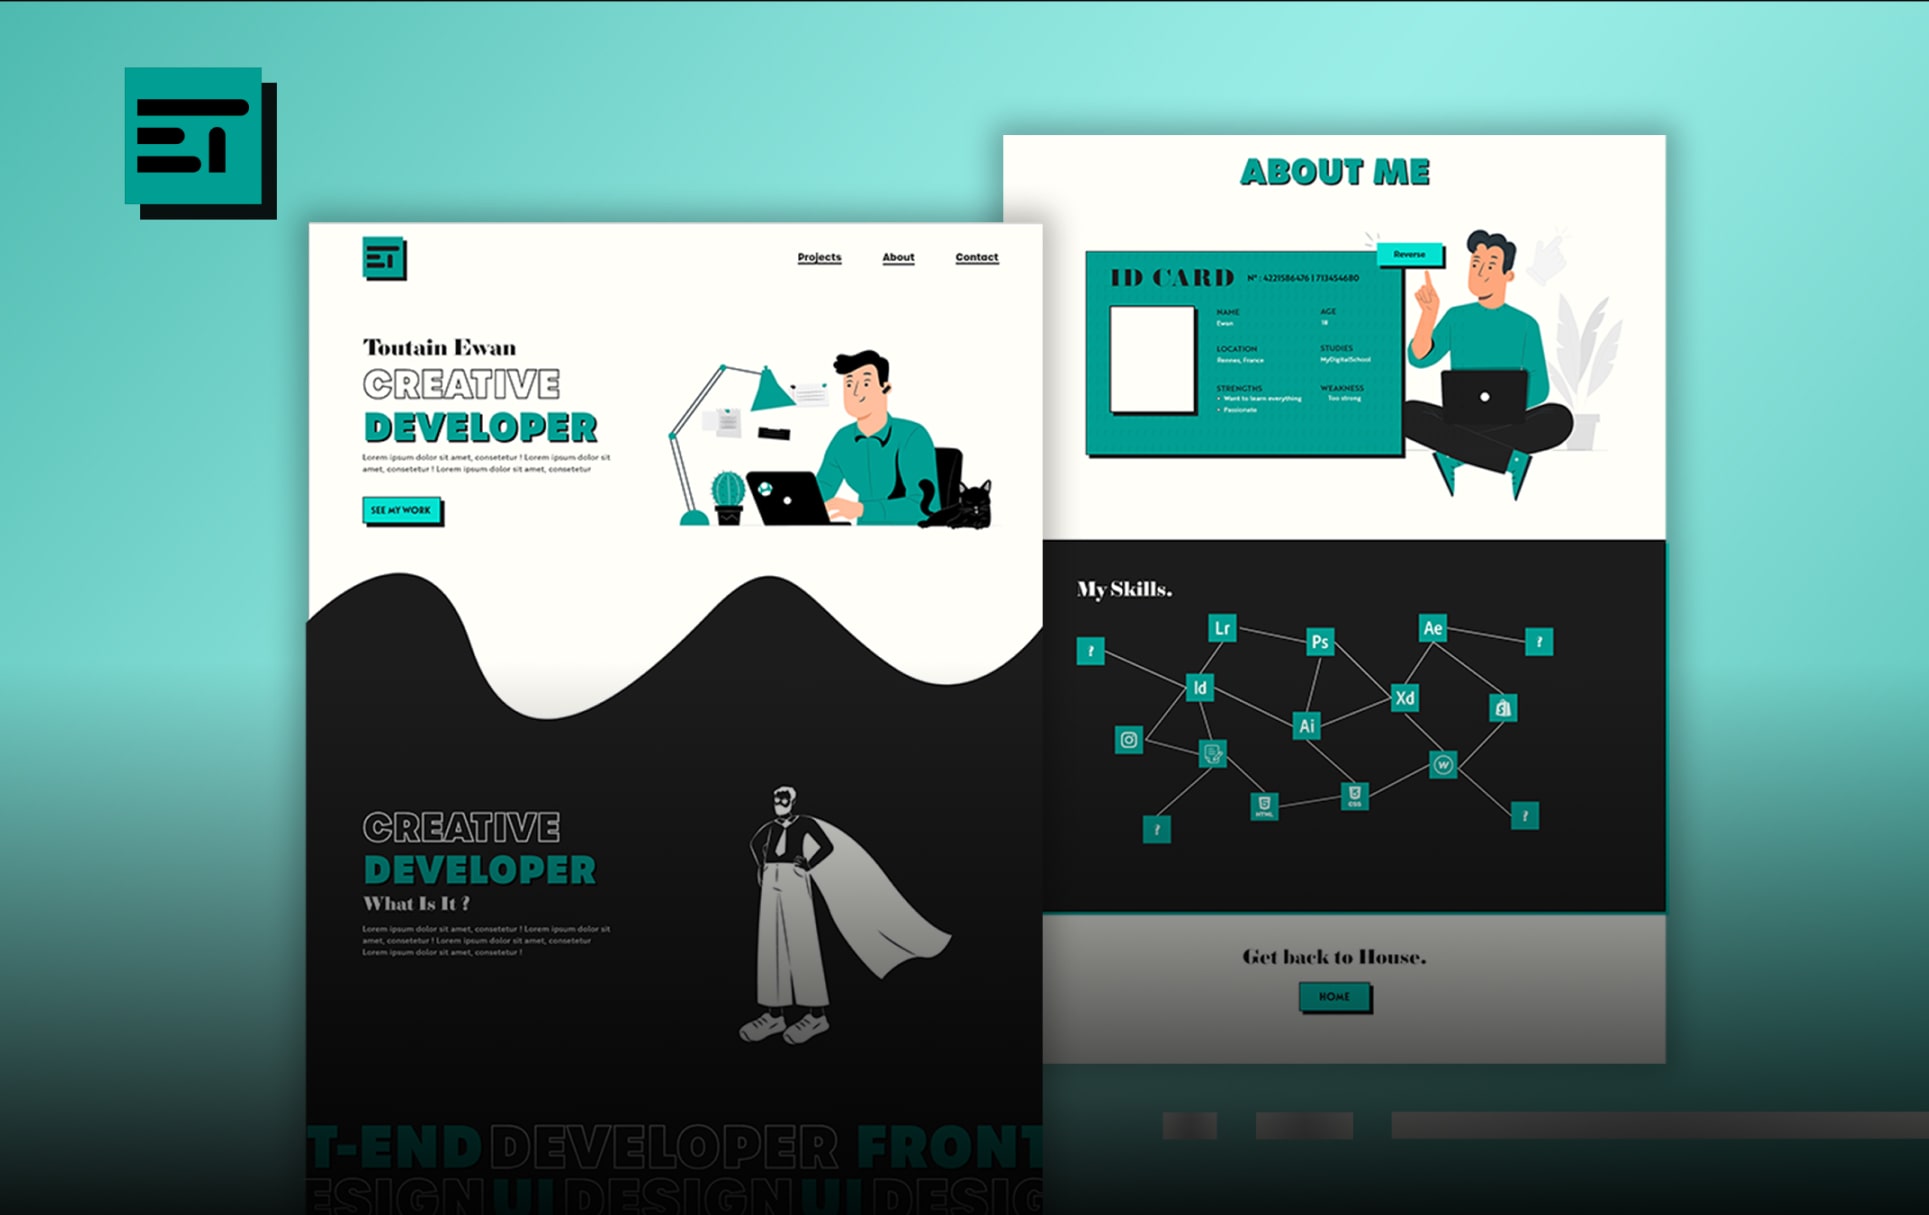 ET
ET
Projects About Contact
Toutain Ewan
CREATIVE
DEVELOPER
Lorem ipsum dolor sit amet, consetetur ! Lorem ipsum dolor sit
amet, consetetur ! Lorem ipsum dolor sit amet, consetetur
SEE MY WORK
CREATIVE
DEVELOPER
What Is It ?
Lorem ipsum dolor sit amet, consetetur ! Lorem ipsum dolor sit
amet, consetetur ! Lorem ipsum dolor sit amet, consetetur
Lorem ipsum dolor sit amet, consetetur !
T-END DEVELOPER FRONT
ESIGN UI DESIGN UI DESIG
ABOUT ME
Reverse
ID CARD N° : 4221586476 | 713454680
NAME AGE
Ewan 18
LOCATION STUDIES
Rennes, France MyDigitalSchool
STRENGTHS WEAKNESS
• Want to learn everything Too strong
• Passionate
My Skills.
Lr Ps Ae ?
?
Id Xd
Ai
W
HTML CSS
? ?
Get back to House.
HOME